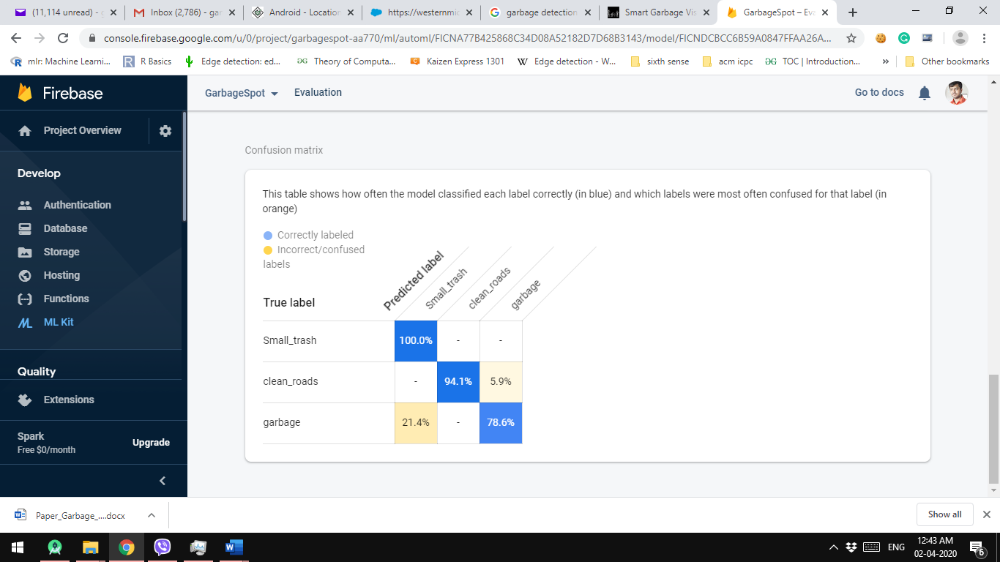 (11,114 unread) - g
Inbox (2,786) - gar
Android - Location
https://westernmic
garbage detection
Smart Garbage Vis
GarbageSpot – Eva
console.firebase.google.com/u/0/project/garbagespot-aa770/ml/automl/FICNA77B425868C34D08A52182D7D68B3143/model/FICNDCBCC6B59A0847FFAA26A...
mlr: Machine Learni...
R Basics
Edge detection: ed...
Theory of Computa...
Kaizen Express 1301
Edge detection - W...
sixth sense
acm icpc
TOC | Introduction...
»
Other bookmarks
Firebase
GarbageSpot
Evaluation
Go to docs
Project Overview
Develop
Authentication
Database
Storage
Hosting
Functions
ML Kit
Quality
Extensions
Spark
Free $0/month
Upgrade
Confusion matrix
This table shows how often the model classified each label correctly (in blue) and which labels were most often confused for that label (in
orange)
Correctly labeled
Incorrect/confused
labels
True label
Predicted label
Small_trash
clean_roads
garbage
Small_trash 100.0% - -
clean_roads - 94.1% 5.9%
garbage 21.4% - 78.6%
Paper_Garbage_....docx
Show all
ENG
12:43 AM
02-04-2020
6